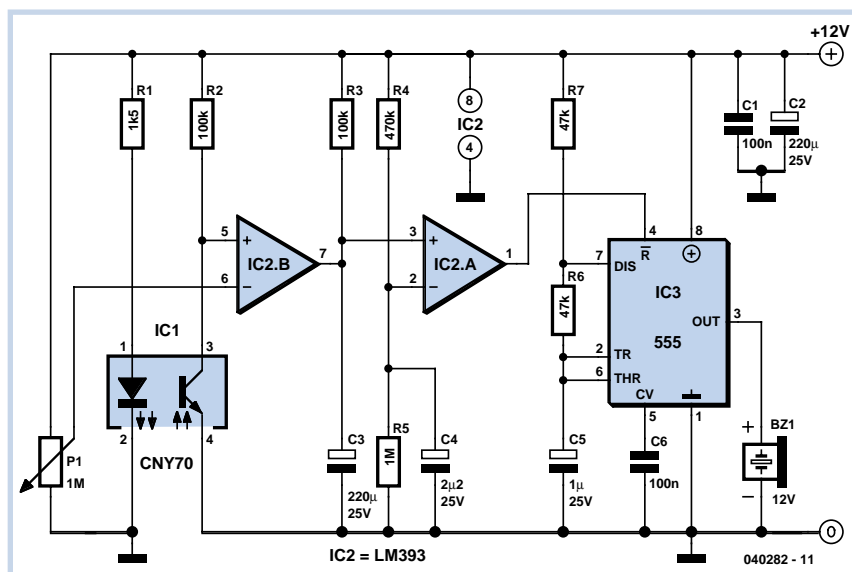 +12V
R1
1k5
R2
100k
R3
100k
R4
470k
8
IC2
4
R7
47k
C1
100n
C2
220μ
25V
5
+
IC2.B
7
6
−
3
+
IC2.A
1
2
−
4
8
R
7
DIS
R6
47k
IC3
OUT
3
555
2
TR
6
THR
CV
5
1
IC1
1
3
2
4
CNY70
P1
1M
C3
220μ
25V
R5
1M
C4
2μ2
25V
C5
1μ
25V
C6
100n
BZ1
+
−
12V
0
IC2 = LM393
040282 - 11